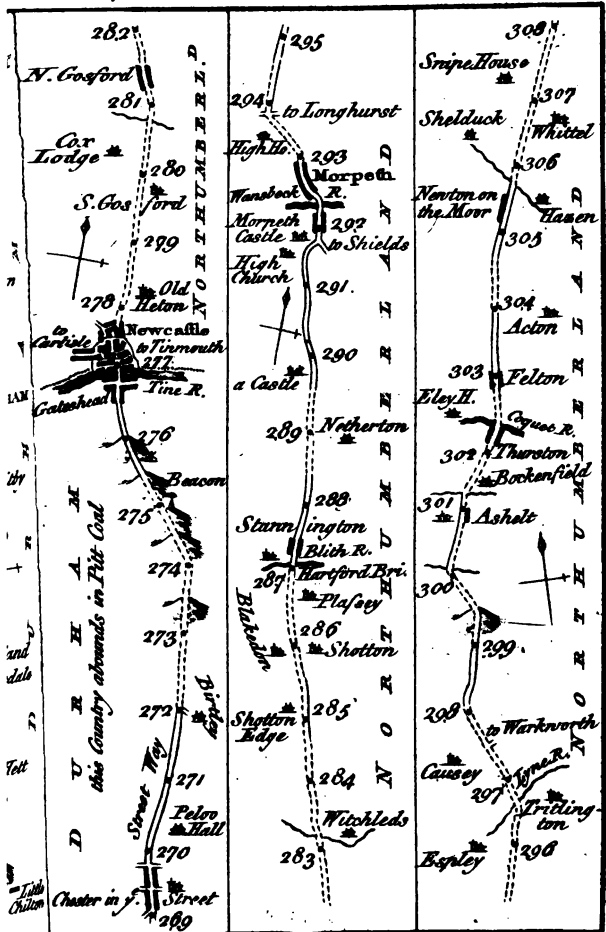 282
N. Gosford
281
Cox
Lodge
280
S. Gosford
279
Old
Heton
278
Newcastle
to
Carlisle
to Tinmouth
277
Tine R.
Gateshead
276
Beacon
275
274
273
272
Birtley
271
Street Way
Peloo
Hall
270
Chester in y.e Street
269
NORTHUMBERL.D
DURHAM
this Country abounds in Pitt Coal
Little
Chilton
295
294
to Longhurst
High Ho.
293
Morpeth
Wansbeck R.
Morpeth
Castle
292
to Shields
High
Church
291
290
a Castle
289
Netherton
288
Stannington
Blith R.
287
Hartford Bri.
Plassey
Blakedon
286
Shotton
Shotton
Edge
285
284
Witchleds
283
NORTHUMBERLAND
308
Snipe House
307
Shelduck
Whittel
306
Newton on
the Moor
Hazen
305
304
Acton
303
Felton
Eley H.
Coquet R.
302
Thurston
Bockenfield
301
Ashelt
300
299
298
to Warkworth
Causey
Lyne R.
297
Tritling-
ton
Espley
296
NORTHUMBERLAND